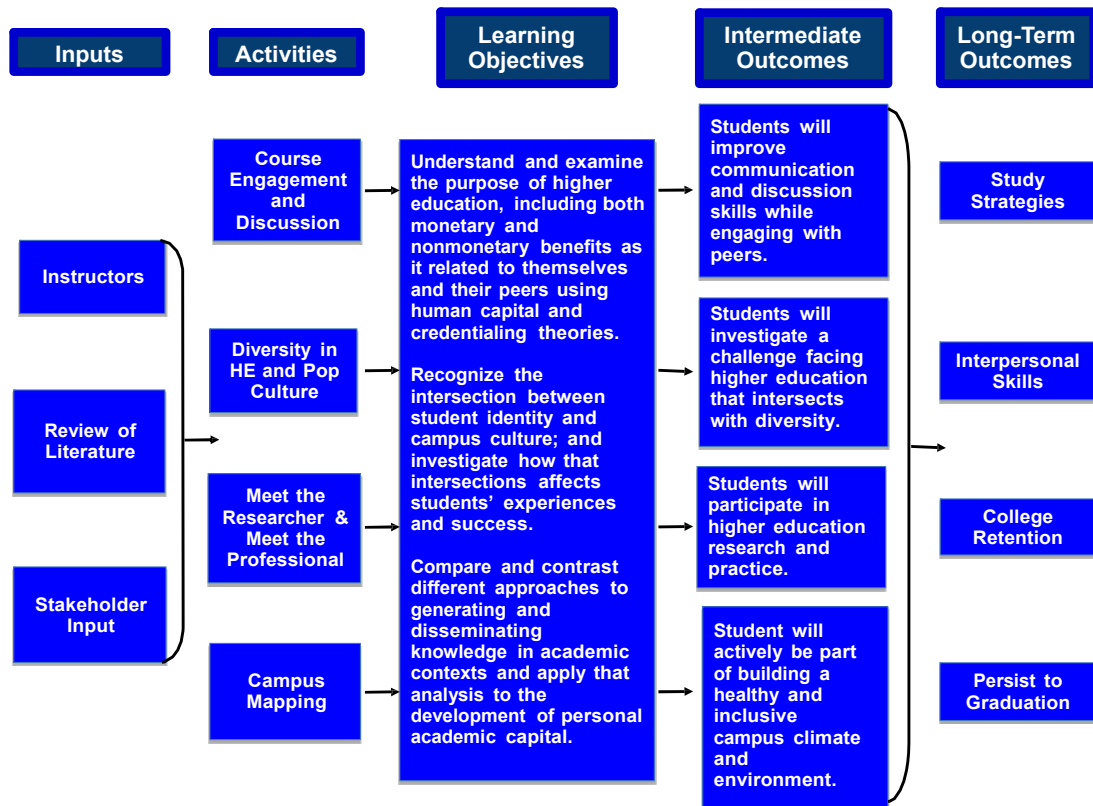 Inputs
Activities
Learning
Objectives
Intermediate
Outcomes
Long-Term
Outcomes
Instructors
Review of
Literature
Stakeholder
Input
Course
Engagement
and
Discussion
Diversity in
HE and Pop
Culture
Meet the
Researcher &
Meet the
Professional
Campus
Mapping
Understand and examine
the purpose of higher
education, including both
monetary and
nonmonetary benefits as
it related to themselves
and their peers using
human capital and
credentialing theories.
Recognize the
intersection between
student identity and
campus culture; and
investigate how that
intersections affects
students’ experiences
and success.
Compare and contrast
different approaches to
generating and
disseminating
knowledge in academic
contexts and apply that
analysis to the
development of personal
academic capital.
Students will
improve
communication
and discussion
skills while
engaging with
peers.
Students will
investigate a
challenge facing
higher education
that intersects
with diversity.
Students will
participate in
higher education
research and
practice.
Student will
actively be part
of building a
healthy and
inclusive
campus climate
and
environment.
Study
Strategies
Interpersonal
Skills
College
Retention
Persist to
Graduation